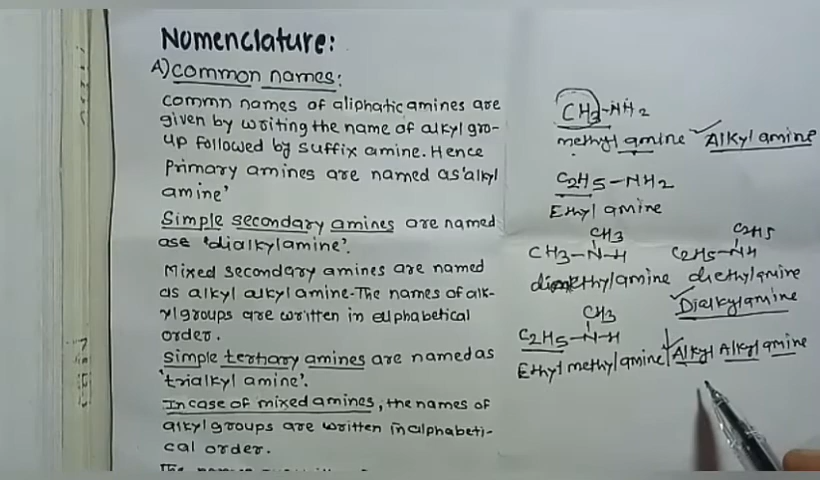 Nomenclature:
A) common names:
commn names of aliphatic amines are
given by writing the name of alkyl gro-
up followed by suffix amine. Hence
Primary amines are named as 'alkyl
amine'
Simple secondary amines are named
ase 'dialkylamine'.
Mixed secondary amines are named
as alkyl alkyl amine-The names of alk-
yl groups are written in alphabetical
order.
Simple tertiary amines are named as
'trialkyl amine'.
Incase of mixed amines, the names of
alkyl groups are written in alphabeti-
cal order.
CH3-NH2
methyl amine ✓ Alkyl amine
C2H5-NH2
Ethyl amine
CH3
CH3-N-H
dimethylamine
C2H5
C2H5-NH
diethylamine
✓ Dialkylamine
CH3
C2H5-N-H
Ethyl methylamine ✓ Alkyl Alkyl amine